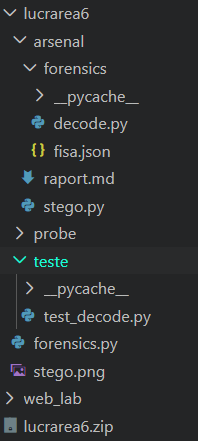 lucrarea6
arsenal
forensics
__pycache__
decode.py
fisa.json
raport.md
stego.py
probe
teste
__pycache__
test_decode.py
forensics.py
stego.png
web_lab
lucrarea6.zip